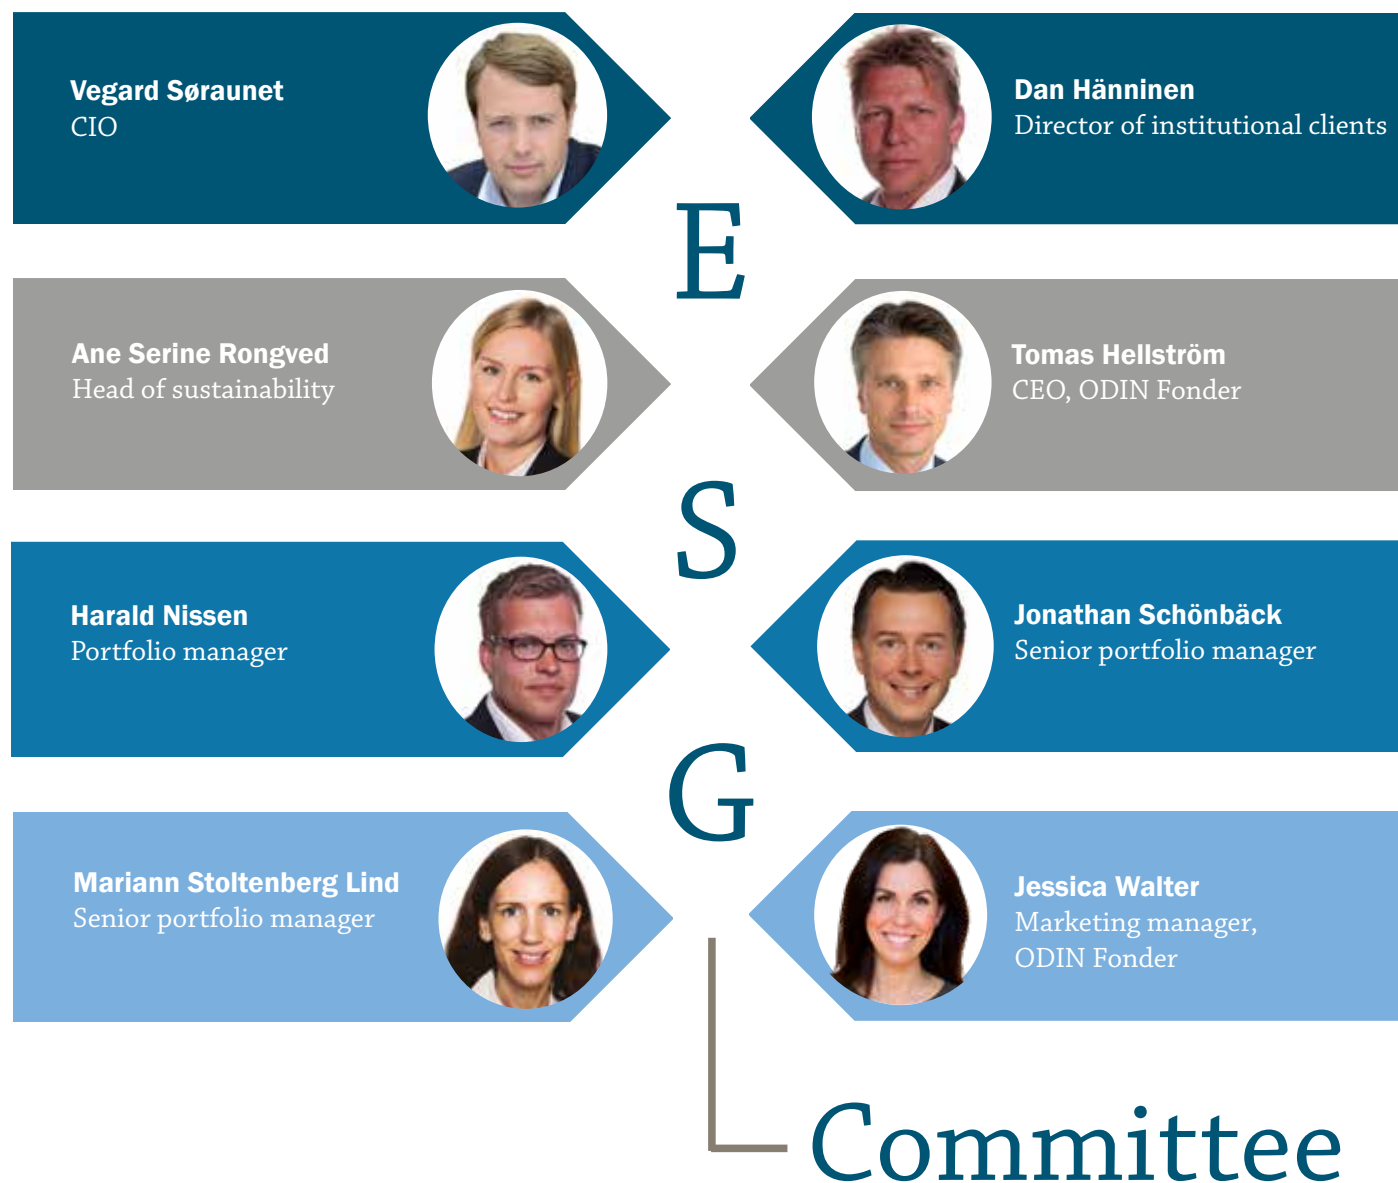 Vegard Søraunet
CIO
Dan Hänninen
Director of institutional clients
E
Ane Serine Rongved
Head of sustainability
Tomas Hellström
CEO, ODIN Fonder
S
Harald Nissen
Portfolio manager
Jonathan Schönbäck
Senior portfolio manager
G
Mariann Stoltenberg Lind
Senior portfolio manager
Jessica Walter
Marketing manager,
ODIN Fonder
Committee